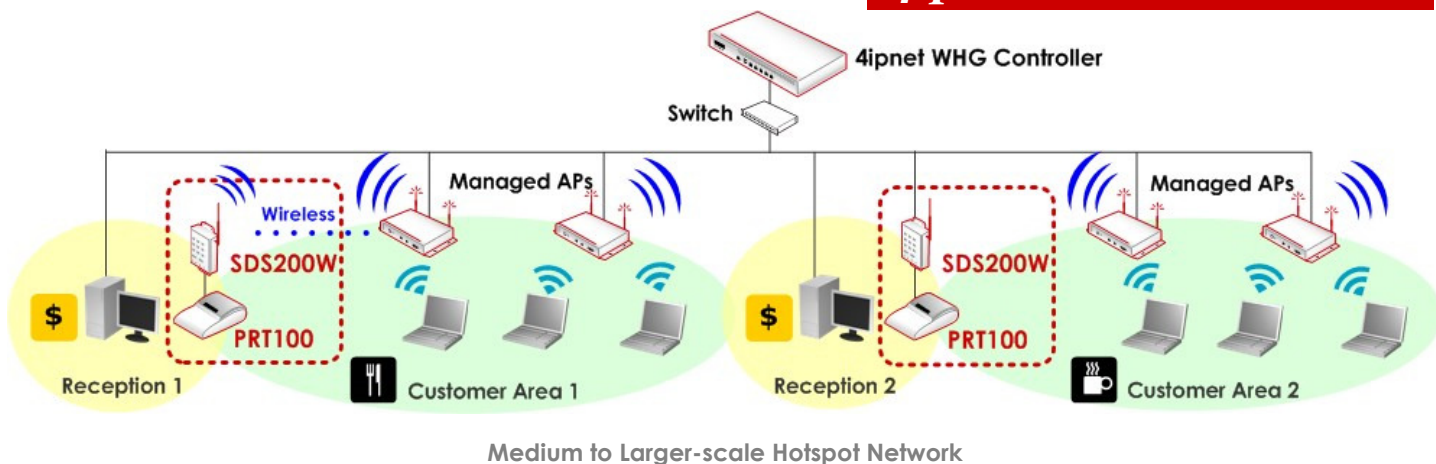 4ipnet WHG Controller
Switch
Managed APs
Managed APs
Wireless
SDS200W
SDS200W
$
$
PRT100
PRT100
Reception 1
Customer Area 1
Reception 2
Customer Area 2
Medium to Larger-scale Hotspot Network